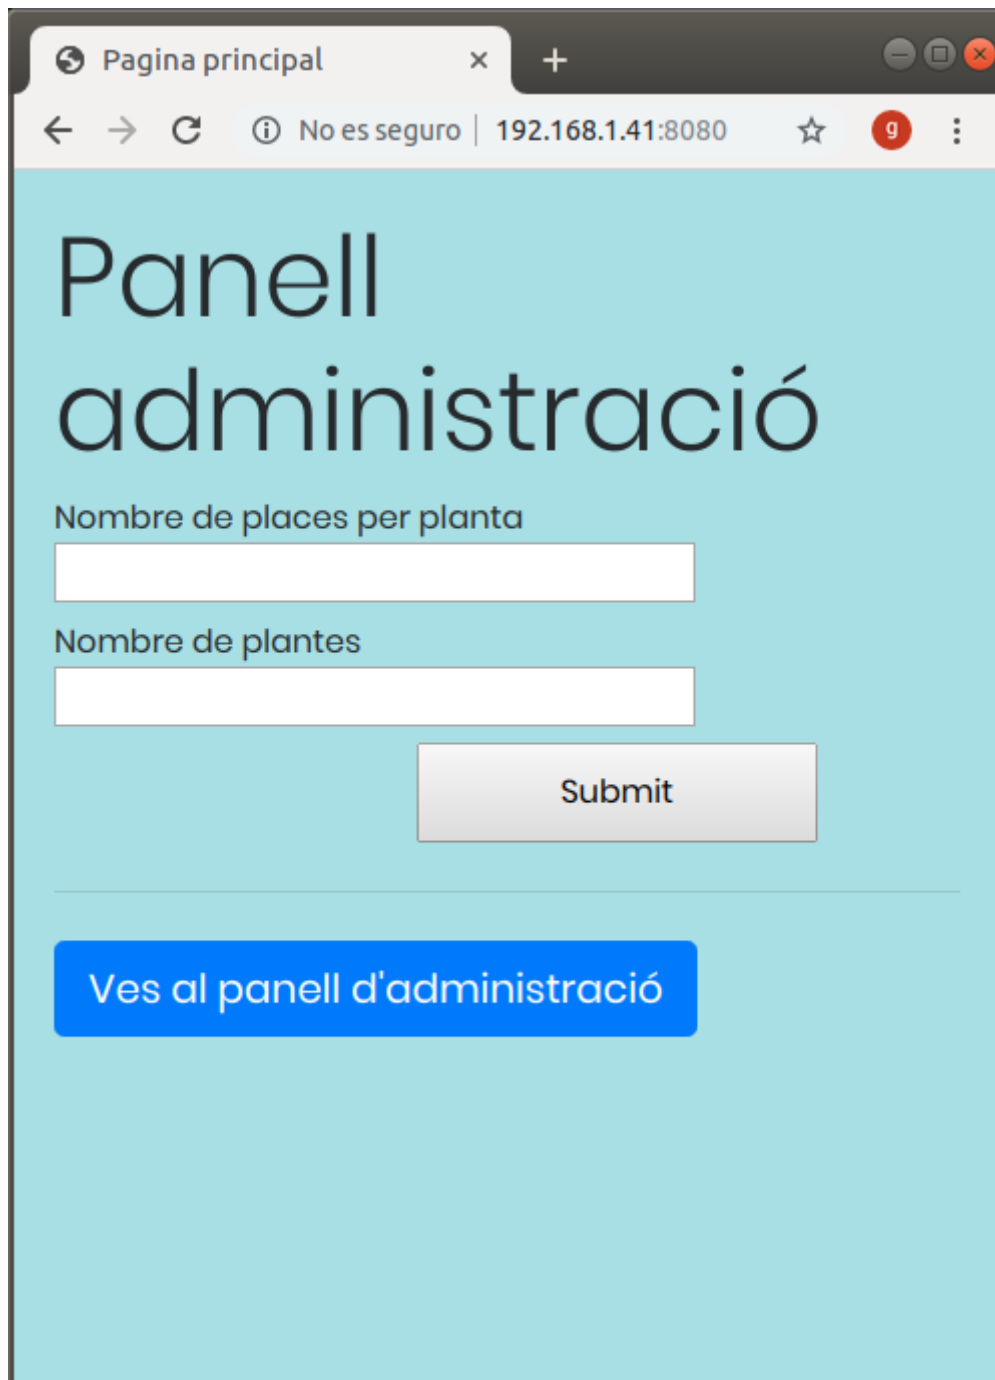 Pagina principal
No es seguro | 192.168.1.41:8080
g
Panell
administració
Nombre de places per planta
Nombre de plantes
Submit
Ves al panell d'administració